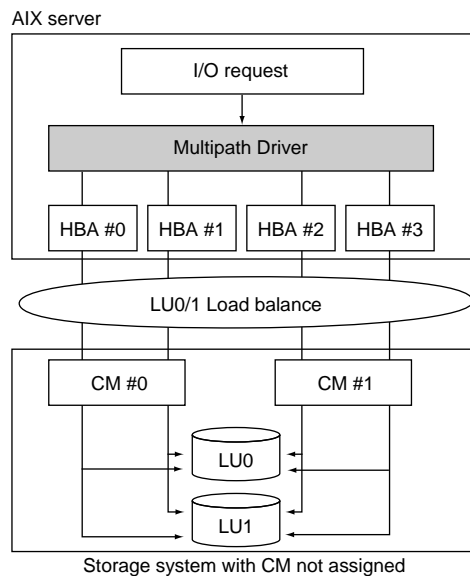 AIX server
I/O request
Multipath Driver
HBA #0
HBA #1
HBA #2
HBA #3
LU0/1 Load balance
CM #0
CM #1
LU0
LU1
Storage system with CM not assigned